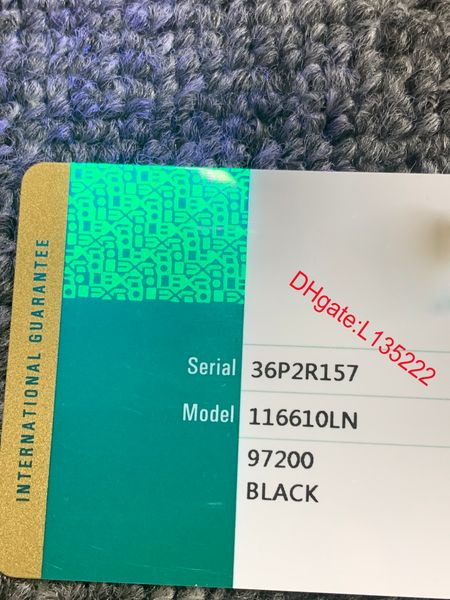 INTERNATIONAL GUARANTEE
DHgate:L135222
Serial 36P2R157
Model 116610LN
97200
BLACK